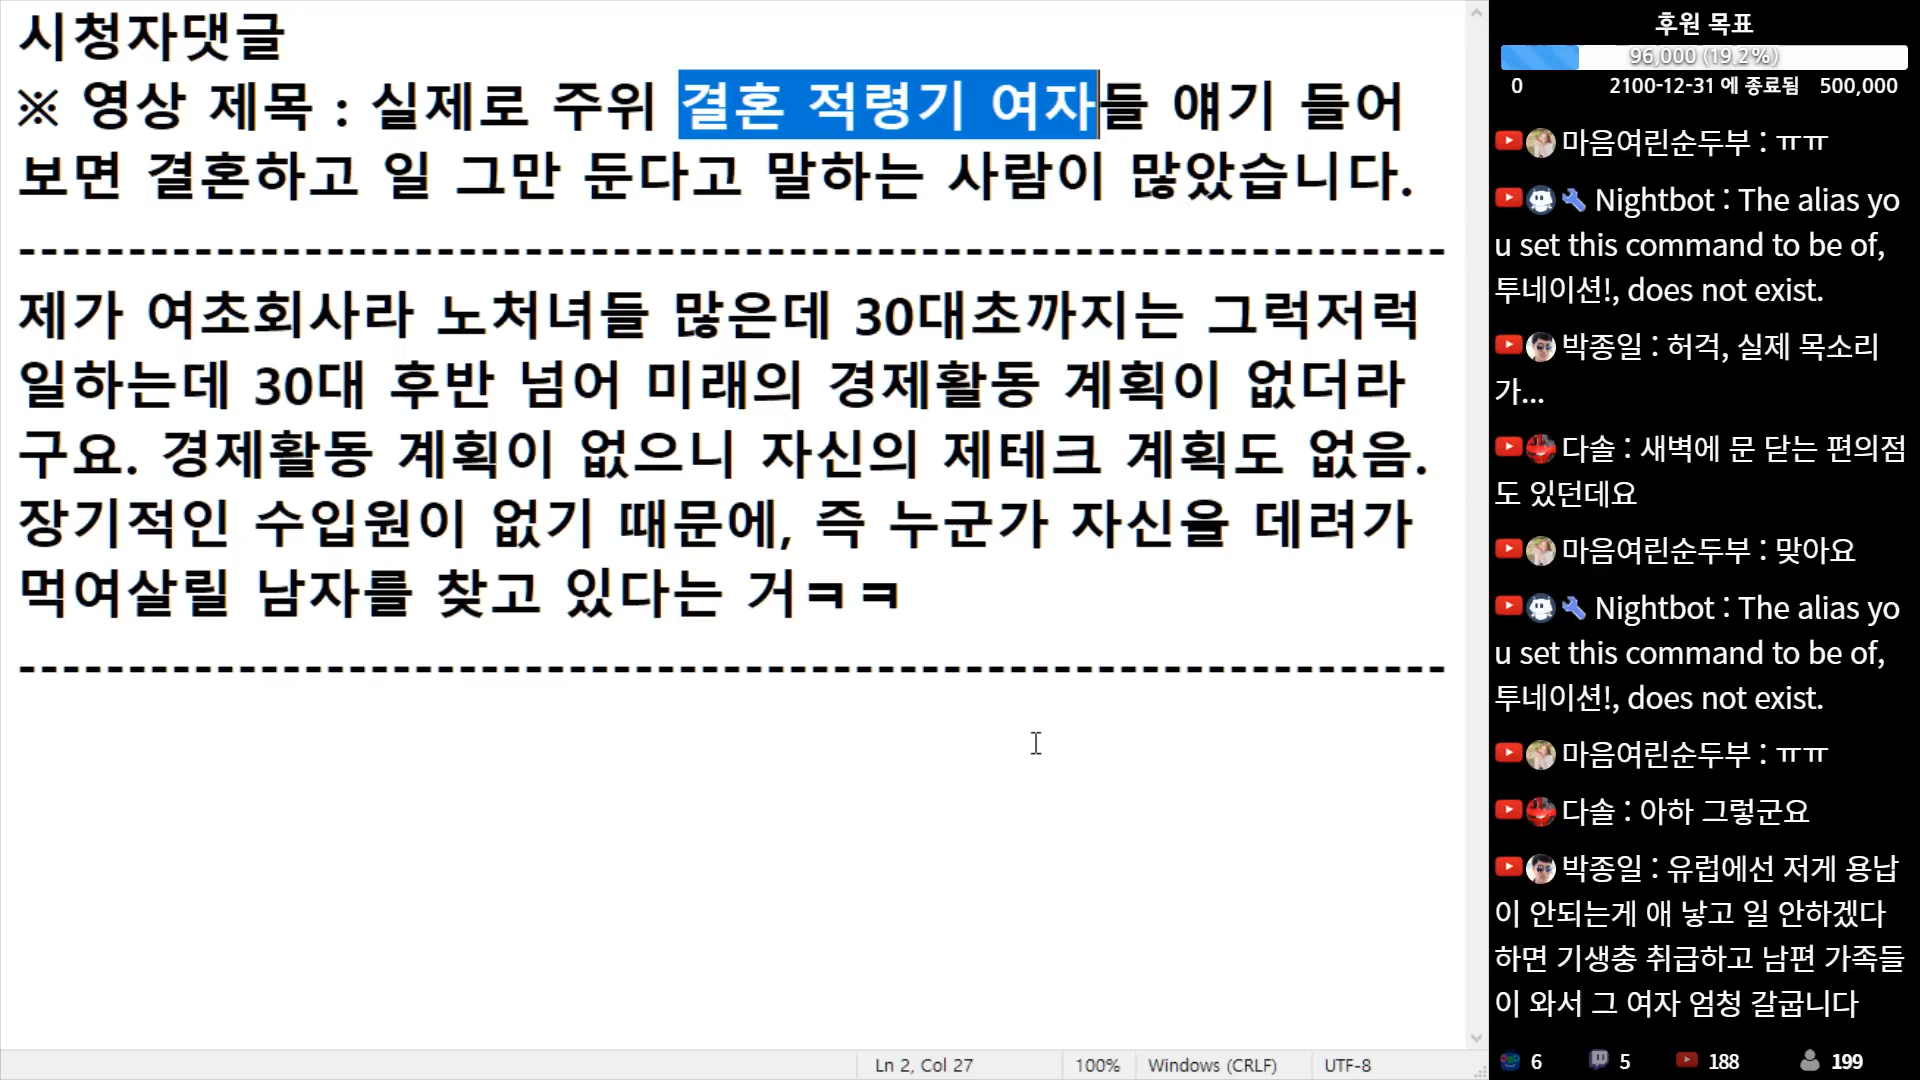 시청자댓글
※ 영상 제목 : 실제로 주위 결혼 적령기 여자들 얘기 들어
보면 결혼하고 일 그만 둔다고 말하는 사람이 많았습니다.
제가 여초회사라 노처녀들 많은데 30대초까지는 그럭저럭
일하는데 30대 후반 넘어 미래의 경제활동 계획이 없더라
구요. 경제활동 계획이 없으니 자신의 제테크 계획도 없음.
장기적인 수입원이 없기 때문에, 즉 누군가 자신을 데려가
먹여살릴 남자를 찾고 있다는 거ㅋㅋ
Ln 2, Col 27 100% Windows (CRLF) UTF-8
후원 목표
96,000 (19.2%)
0 2100-12-31 에 종료됨 500,000
마음여린순두부 : ㅠㅠ
Nightbot : The alias yo
u set this command to be of,
투네이션!, does not exist.
박종일 : 허걱, 실제 목소리
가...
다솔 : 새벽에 문 닫는 편의점
도 있던데요
마음여린순두부 : 맞아요
Nightbot : The alias yo
u set this command to be of,
투네이션!, does not exist.
마음여린순두부 : ㅠㅠ
다솔 : 아하 그렇군요
박종일 : 유럽에선 저게 용납
이 안되는게 애 낳고 일 안하겠다
하면 기생충 취급하고 남편 가족들
이 와서 그 여자 엄청 갈굽니다
6 5 188 199